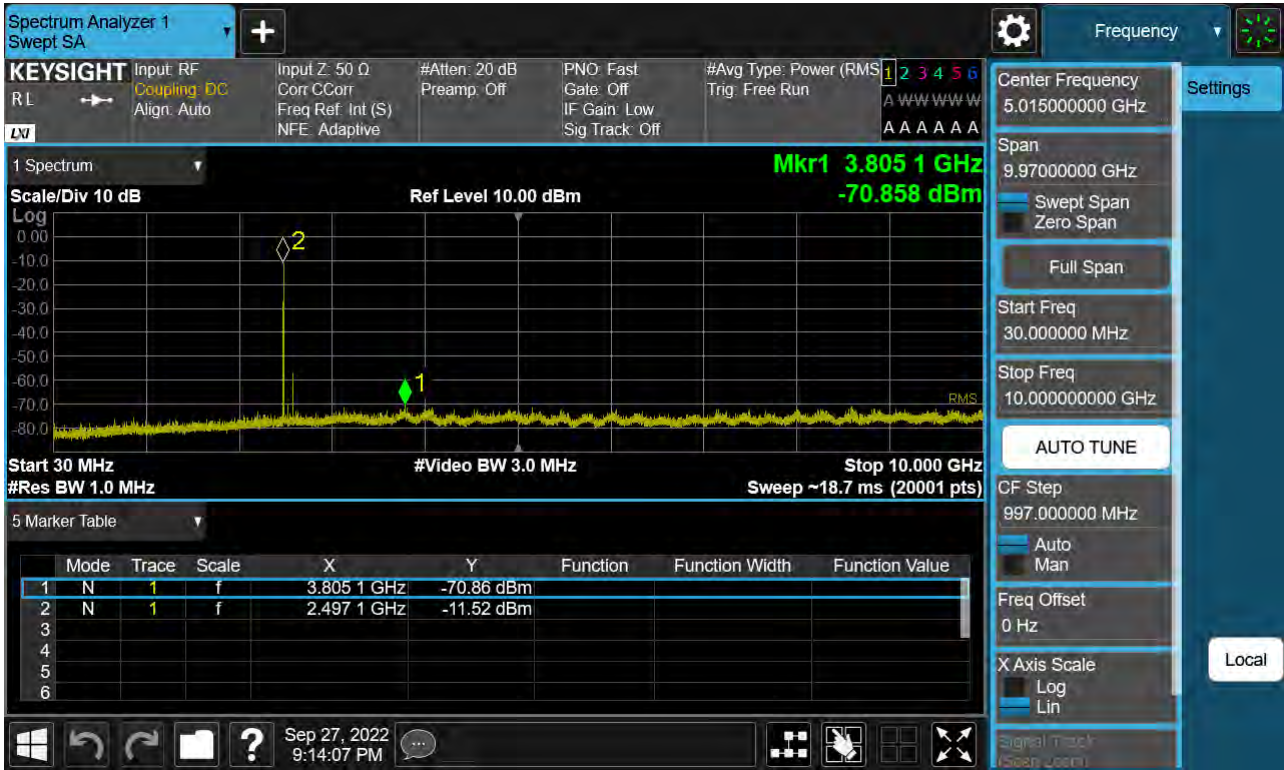 Spectrum Analyzer 1
Swept SA
+
Frequency
KEYSIGHT
RL
LXI
Input: RF
Coupling: DC
Align: Auto
Input Z: 50 Ω
Corr CCorr
Freq Ref: Int (S)
NFE: Adaptive
#Atten: 20 dB
Preamp: Off
PNO: Fast
Gate: Off
IF Gain: Low
Sig Track: Off
#Avg Type: Power (RMS
Trig: Free Run
1 2 3 4 5 6
A W W W W W
A A A A A A
1 Spectrum
Scale/Div 10 dB
Ref Level 10.00 dBm
Mkr1 3.805 1 GHz
-70.858 dBm
Log
0.00
-10.0
-20.0
-30.0
-40.0
-50.0
-60.0
-70.0
-80.0
2
1
RMS
Start 30 MHz
#Video BW 3.0 MHz
Stop 10.000 GHz
#Res BW 1.0 MHz
Sweep ~18.7 ms (20001 pts)
5 Marker Table
Mode Trace Scale X Y Function Function Width Function Value
1 N 1 f 3.805 1 GHz -70.86 dBm
2 N 1 f 2.497 1 GHz -11.52 dBm
3
4
5
6
Center Frequency
5.015000000 GHz
Span
9.97000000 GHz
Swept Span
Zero Span
Full Span
Start Freq
30.000000 MHz
Stop Freq
10.000000000 GHz
AUTO TUNE
CF Step
997.000000 MHz
Auto
Man
Freq Offset
0 Hz
X Axis Scale
Log
Lin
Signal Track
(Span Zoom)
Settings
Local
?
Sep 27, 2022
9:14:07 PM